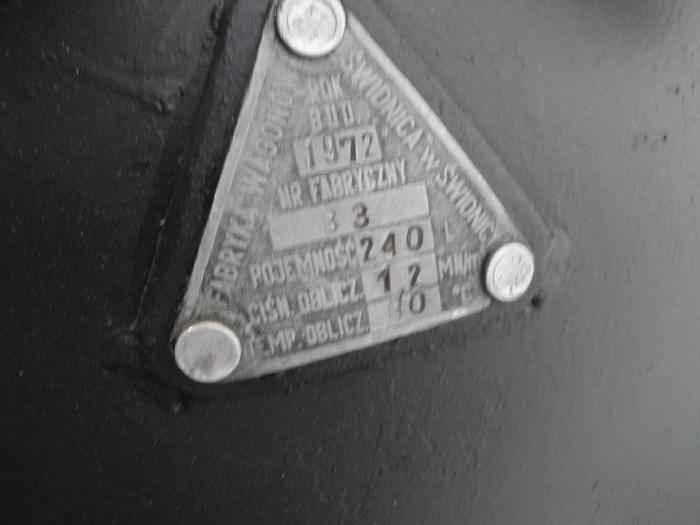 FABRYKA WAGONÓW
"ŚWIDNICA" W ŚWIDNICY
ROK
BUD.
1972
NR FABRYCZNY
33
POJEMNOŚĆ 240 L
CIŚN. OBLICZ. 12
TEMP. OBLICZ. °C